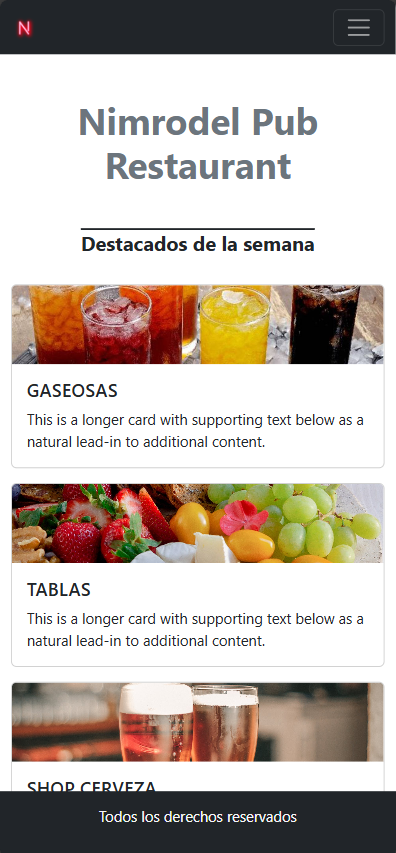 N
Nimrodel Pub
Restaurant
Destacados de la semana
GASEOSAS
This is a longer card with supporting text below as a
natural lead-in to additional content.
TABLAS
This is a longer card with supporting text below as a
natural lead-in to additional content.
SHOP CERVEZA
Todos los derechos reservados